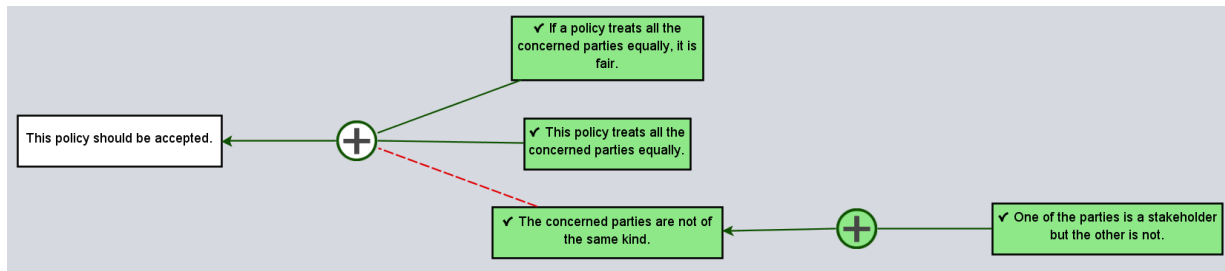 ✔ If a policy treats all the
concerned parties equally, it is
fair.
This policy should be accepted.
✔ This policy treats all the
concerned parties equally.
✔ The concerned parties are not of
the same kind.
✔ One of the parties is a stakeholder
but the other is not.